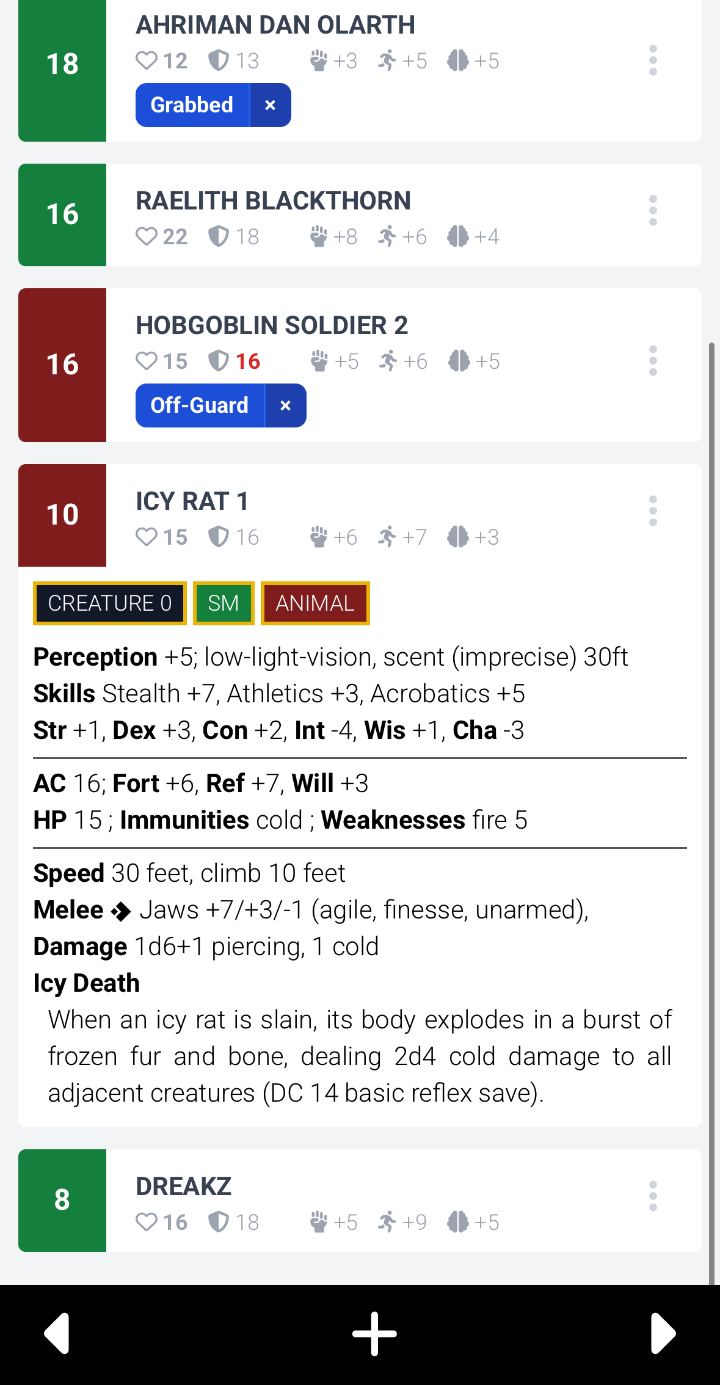 AHRIMAN DAN OLARTH
18 12 13 +3 +5 +5
Grabbed ×
RAELITH BLACKTHORN
16 22 18 +8 +6 +4
HOBGOBLIN SOLDIER 2
16 15 16 +5 +6 +5
Off-Guard ×
ICY RAT 1
10 15 16 +6 +7 +3
CREATURE 0 SM ANIMAL
Perception +5; low-light-vision, scent (imprecise) 30ft
Skills Stealth +7, Athletics +3, Acrobatics +5
Str +1, Dex +3, Con +2, Int -4, Wis +1, Cha -3
AC 16; Fort +6, Ref +7, Will +3
HP 15 ; Immunities cold ; Weaknesses fire 5
Speed 30 feet, climb 10 feet
Melee Jaws +7/+3/-1 (agile, finesse, unarmed),
Damage 1d6+1 piercing, 1 cold
Icy Death
When an icy rat is slain, its body explodes in a burst of
frozen fur and bone, dealing 2d4 cold damage to all
adjacent creatures (DC 14 basic reflex save).
DREAKZ
8 16 18 +5 +9 +5